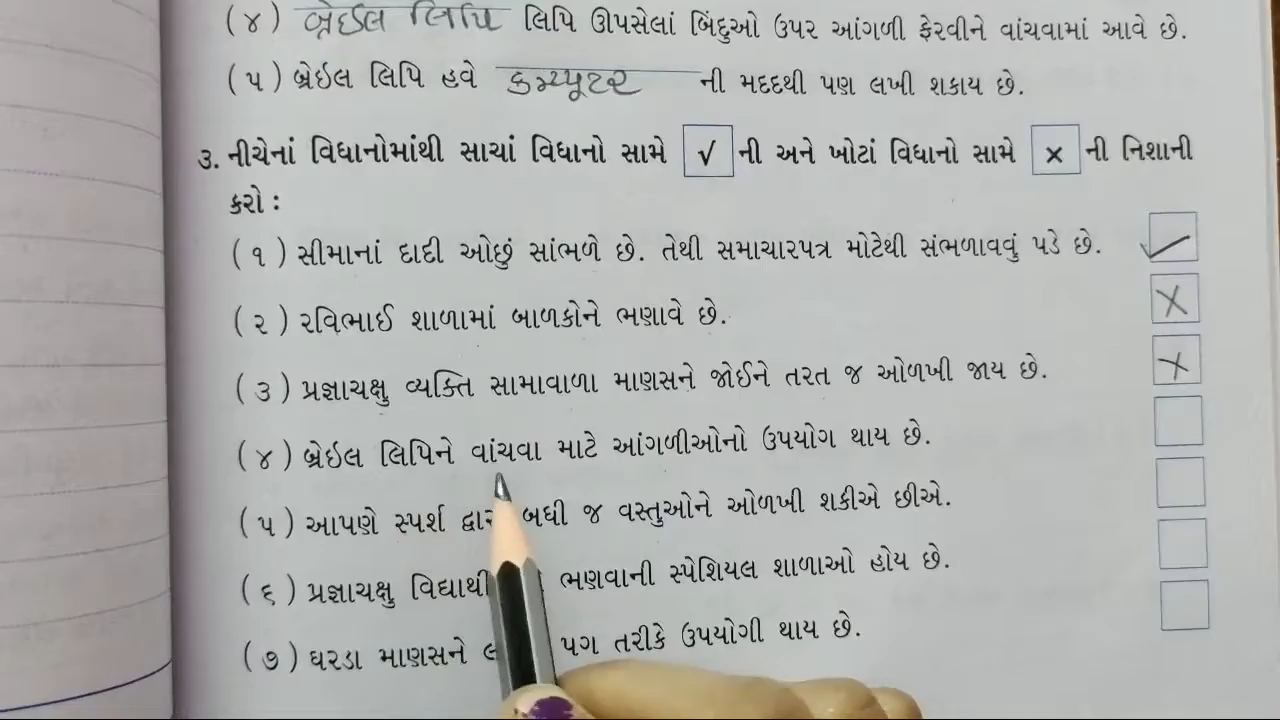 (૪) બ્રેઈલ લિપિ લિપિ ઊપસેલાં બિંદુઓ ઉપર આંગળી ફેરવીને વાંચવામાં આવે છે.
(૫) બ્રેઇલ લિપિ હવે કમ્પ્યૂટર ની મદદથી પણ લખી શકાય છે.
૩. નીચેનાં વિધાનોમાંથી સાચાં વિધાનો સામે √ ની અને ખોટાં વિધાનો સામે × ની નિશાની
કરો :
(૧) સીમાનાં દાદી ઓછું સાંભળે છે. તેથી સમાચારપત્ર મોટેથી સંભળાવવું પડે છે. ✓
(૨) રવિભાઈ શાળામાં બાળકોને ભણાવે છે. ×
(૩) પ્રજ્ઞાચક્ષુ વ્યક્તિ સામાવાળા માણસને જોઈને તરત જ ઓળખી જાય છે. ×
(૪) બ્રેઇલ લિપિને વાંચવા માટે આંગળીઓનો ઉપયોગ થાય છે.
(૫) આપણે સ્પર્શ બધી જ વસ્તુઓને ઓળખી શકીએ છીએ.
(૬) પ્રજ્ઞાચક્ષુ ભણવાની સ્પેશિયલ શાળાઓ હોય છે.
(૭) ઘરડા માણસને પગ તરીકે ઉપયોગી થાય છે.